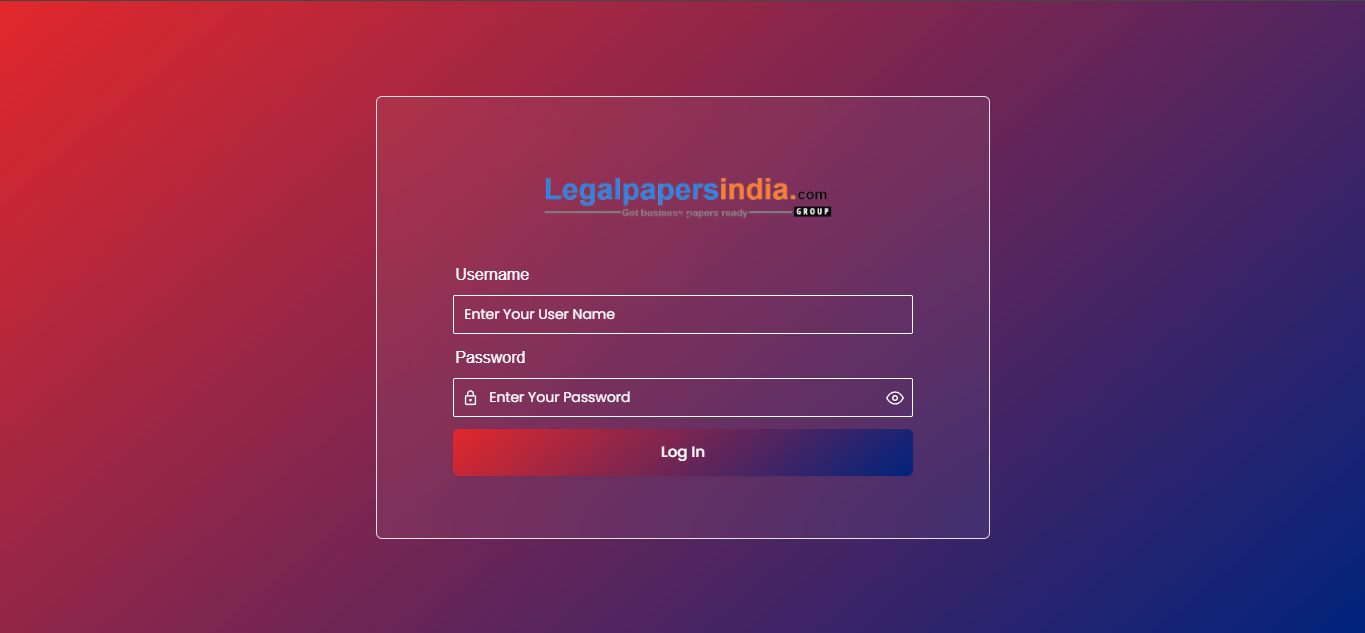 Legalpapersindia.com
Get business papers ready GROUP
Username
Enter Your User Name
Password
Enter Your Password
Log In